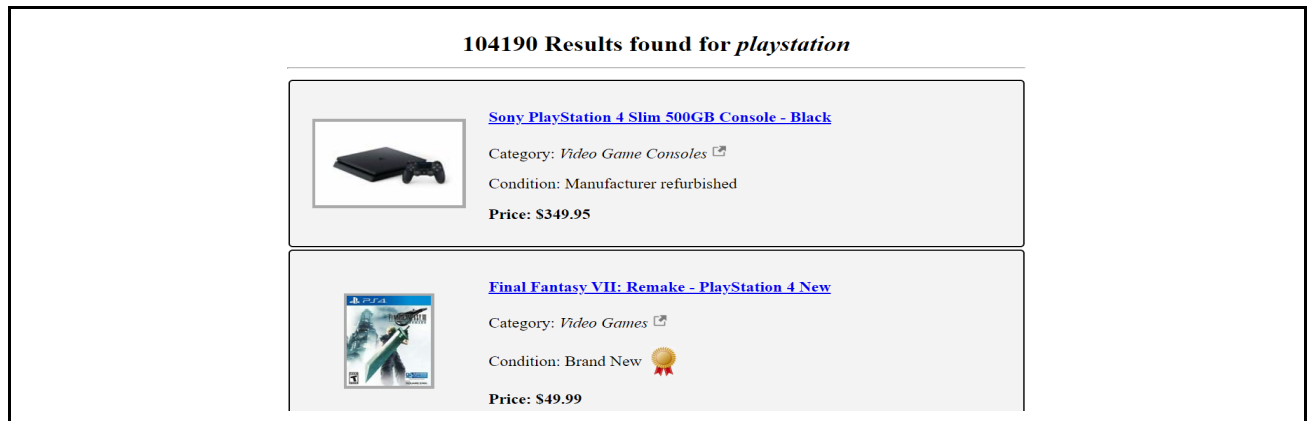 104190 Results found for playstation
Sony PlayStation 4 Slim 500GB Console - Black
Category: Video Game Consoles
Condition: Manufacturer refurbished
Price: $349.95
Final Fantasy VII: Remake - PlayStation 4 New
Category: Video Games
Condition: Brand New
Price: $49.99
PS4